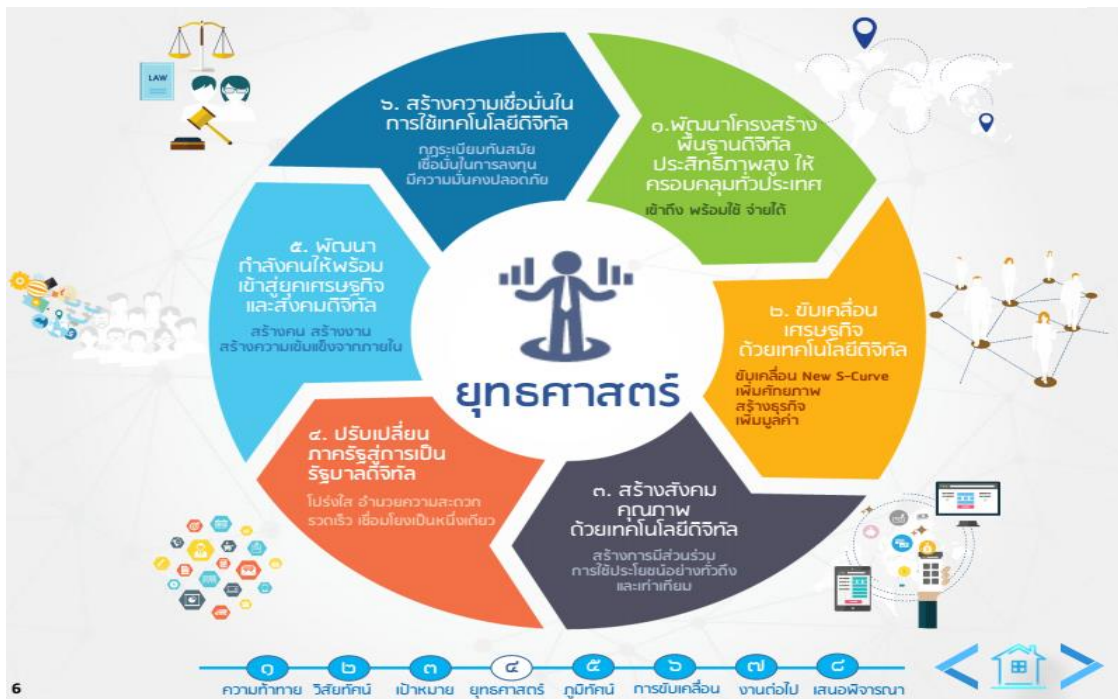 LAW
๖. สร้างความเชื่อมั่นใน
การใช้เทคโนโลยีดิจิทัล
กฎระเบียบทันสมัย
เชื่อมั่นในการลงทุน
มีความมั่นคงปลอดภัย
๑.พัฒนาโครงสร้าง
พื้นฐานดิจิทัล
ประสิทธิภาพสูง ให้
ครอบคลุมทั่วประเทศ
เข้าถึง พร้อมใช้ จ่ายได้
๕. พัฒนา
กำลังคนให้พร้อม
เข้าสู่ยุคเศรษฐกิจ
และสังคมดิจิทัล
สร้างคน สร้างงาน
สร้างความเข้มแข็งจากภายใน
๒. ขับเคลื่อน
เศรษฐกิจ
ด้วยเทคโนโลยีดิจิทัล
ขับเคลื่อน New S-Curve
เพิ่มศักยภาพ
สร้างธุรกิจ
เพิ่มมูลค่า
ยุทธศาสตร์
๔. ปรับเปลี่ยน
ภาครัฐสู่การเป็น
รัฐบาลดิจิทัล
โปร่งใส อำนวยความสะดวก
รวดเร็ว เชื่อมโยงเป็นหนึ่งเดียว
๓. สร้างสังคม
คุณภาพ
ด้วยเทคโนโลยีดิจิทัล
สร้างการมีส่วนร่วม
การใช้ประโยชน์อย่างทั่วถึง
และเท่าเทียม
๑ ๒ ๓ ๔ ๕ ๖ ๗ ๘
ความท้าทาย วิสัยทัศน์ เป้าหมาย ยุทธศาสตร์ ภูมิทัศน์ การขับเคลื่อน งานต่อไป เสนอพิจารณา
6